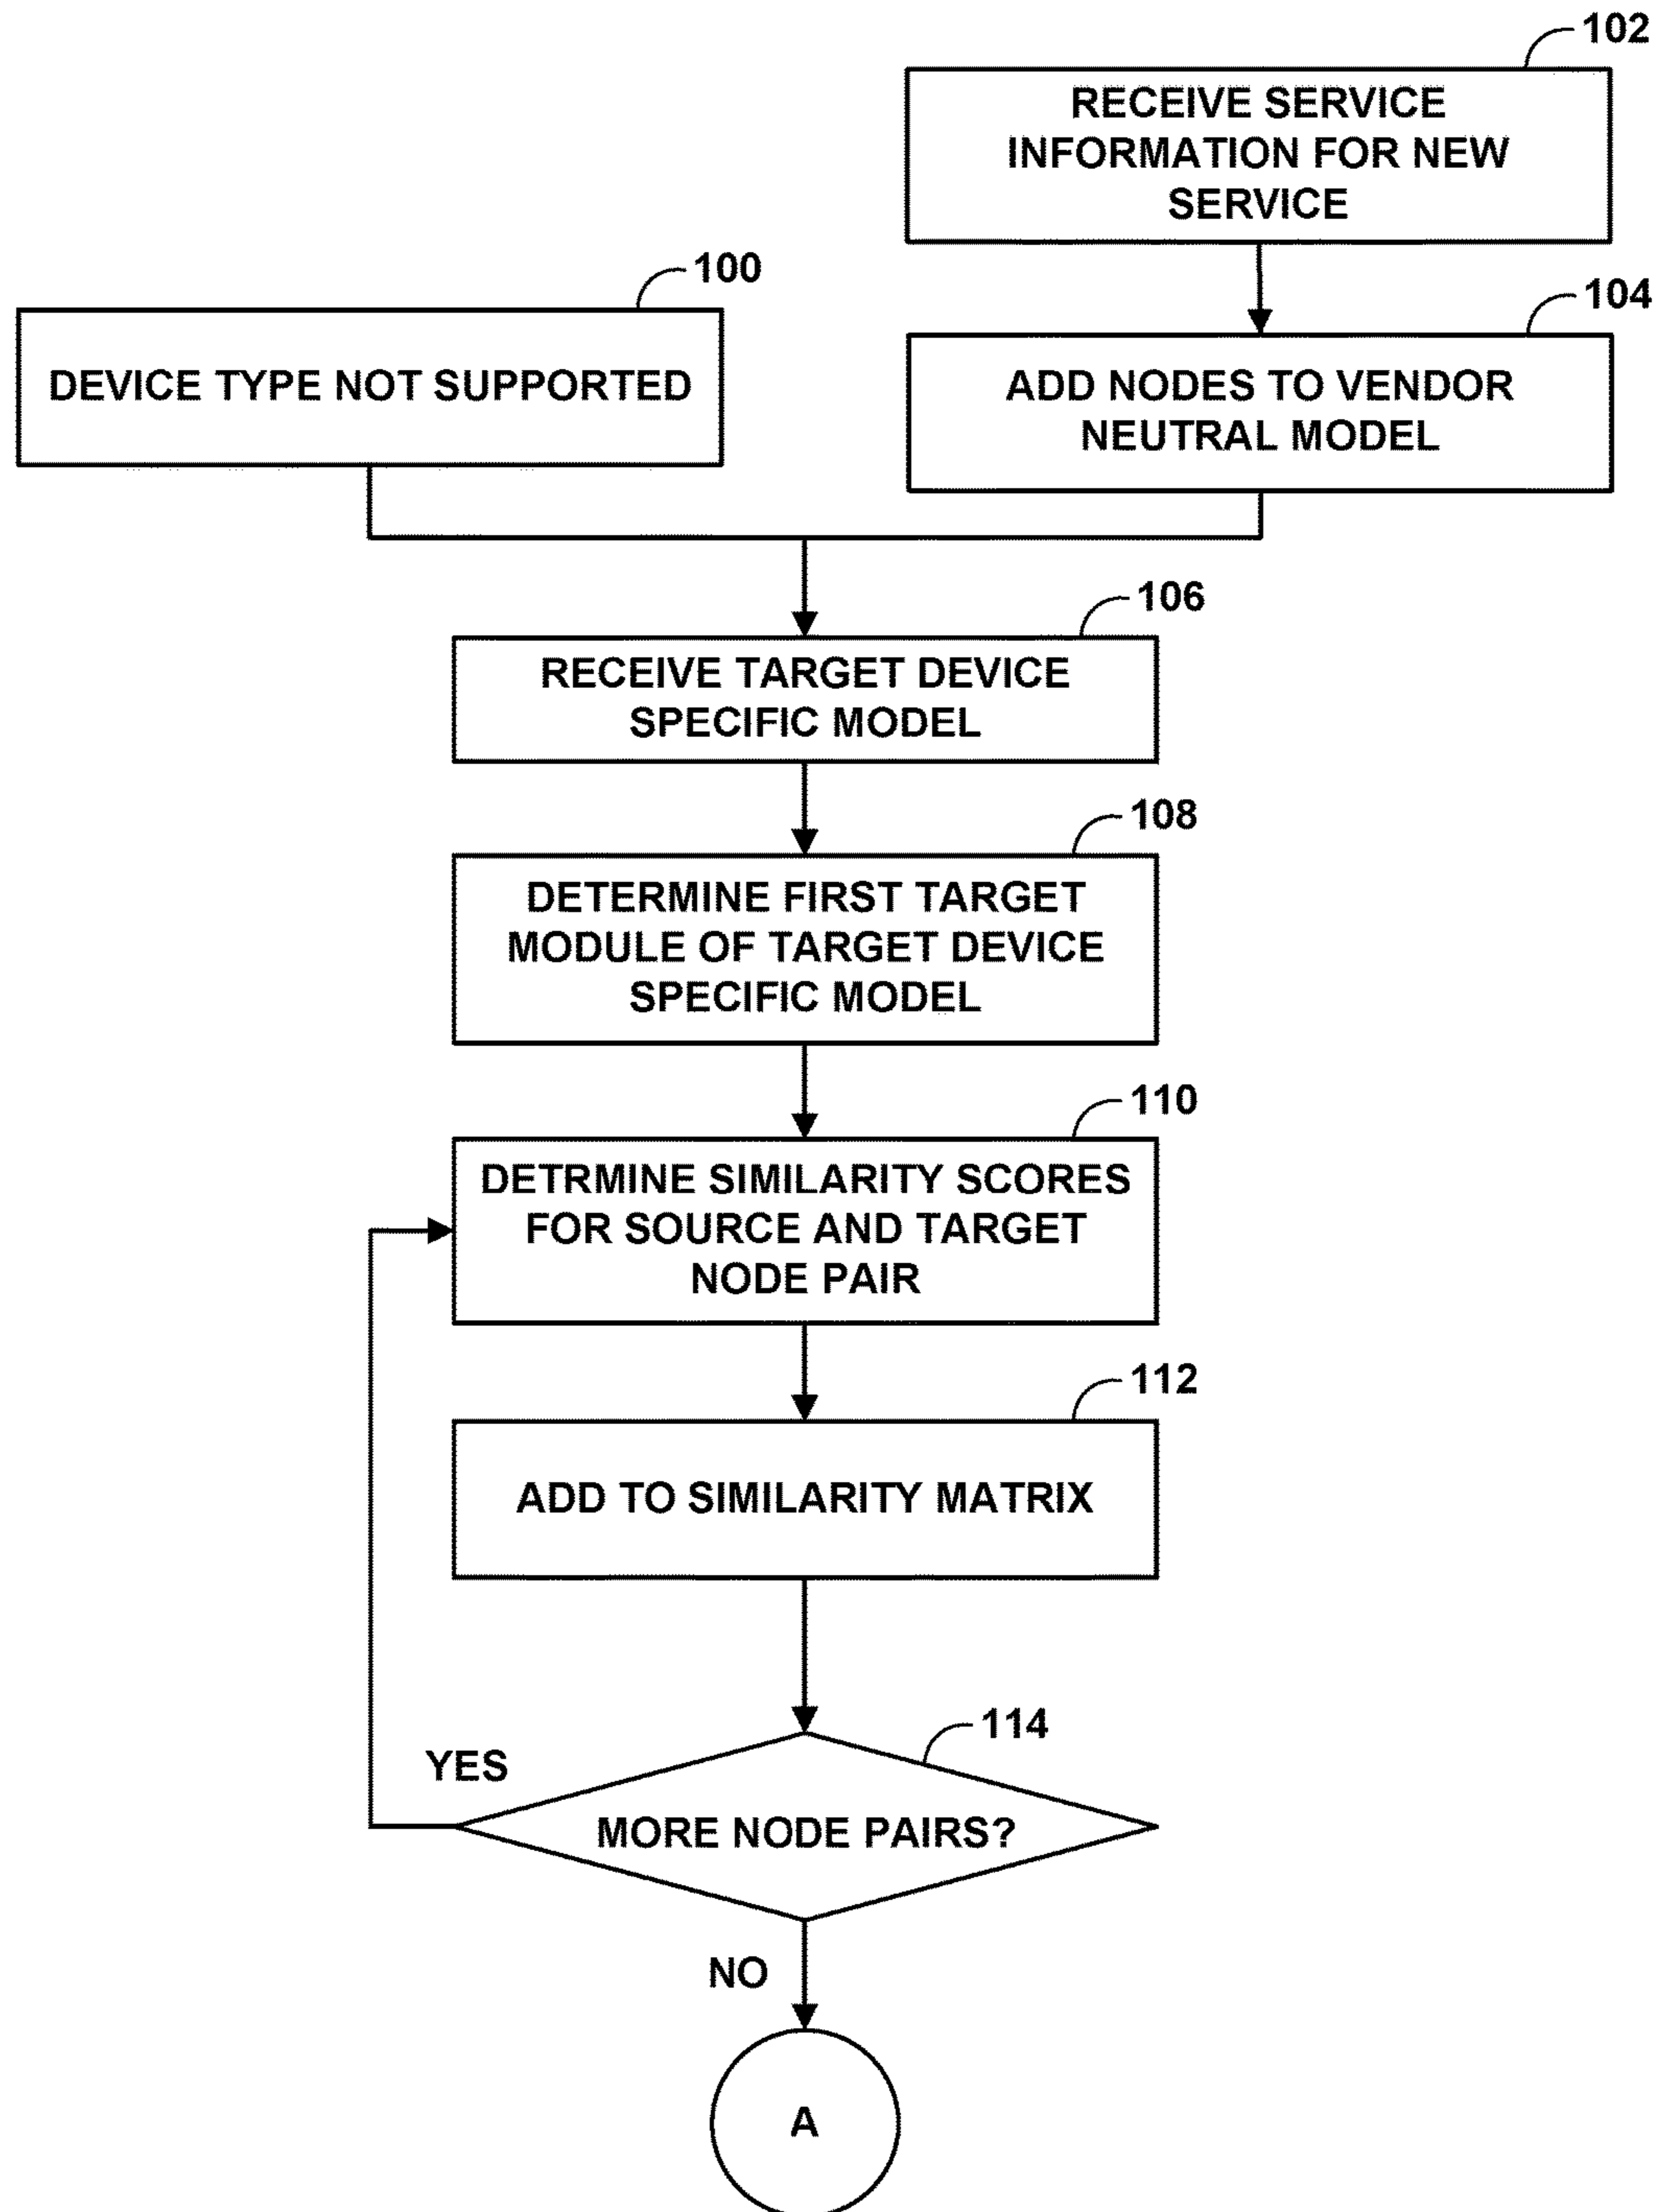 102
RECEIVE SERVICE
INFORMATION FOR NEW
SERVICE
100
DEVICE TYPE NOT SUPPORTED
104
ADD NODES TO VENDOR
NEUTRAL MODEL
106
RECEIVE TARGET DEVICE
SPECIFIC MODEL
108
DETERMINE FIRST TARGET
MODULE OF TARGET DEVICE
SPECIFIC MODEL
110
DETRMINE SIMILARITY SCORES
FOR SOURCE AND TARGET
NODE PAIR
112
ADD TO SIMILARITY MATRIX
114
YES
MORE NODE PAIRS?
NO
A